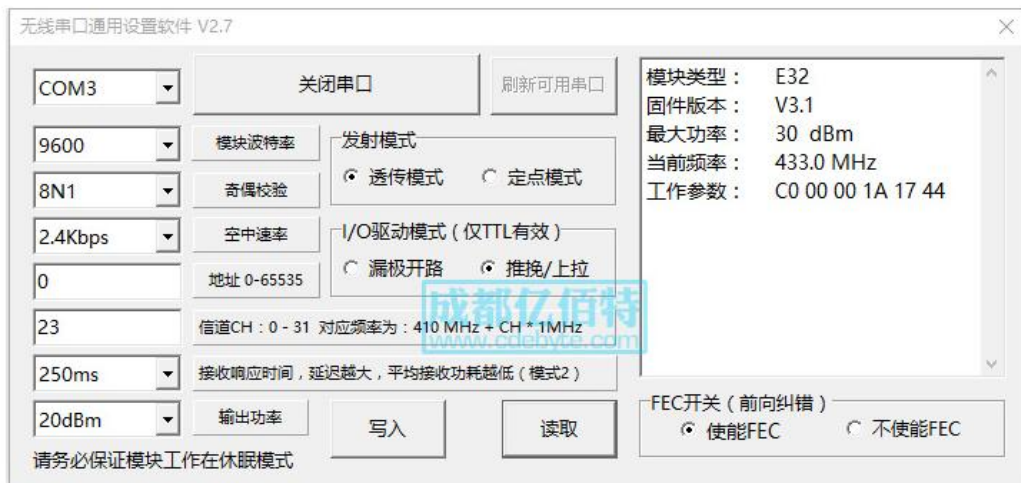 无线串口通用设置软件 V2.7
COM3
关闭串口
刷新可用串口
模块类型： E32
固件版本： V3.1
最大功率： 30 dBm
当前频率： 433.0 MHz
工作参数： C0 00 00 1A 17 44
9600
模块波特率
发射模式
透传模式
定点模式
8N1
奇偶校验
2.4Kbps
空中速率
I/O驱动模式（仅TTL有效）
漏极开路
推挽/上拉
0
地址 0-65535
成都亿佰特
www.cdebyte.com
23
信道CH：0 - 31 对应频率为：410 MHz + CH * 1MHz
250ms
接收响应时间，延迟越大，平均接收功耗越低（模式2）
20dBm
输出功率
写入
读取
FEC开关（前向纠错）
使能FEC
不使能FEC
请务必保证模块工作在休眠模式